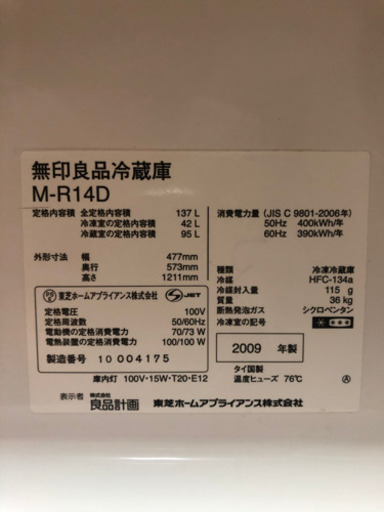 無印良品冷蔵庫
M-R14D
定格内容積 全定格内容積 137 L
冷凍室の定格内容積 42 L
冷蔵室の定格内容積 95 L
外形寸法 幅 477mm
奥行 573mm
高さ 1211mm
消費電力量 (JIS C 9801-2006年)
50Hz 400kWh/年
60Hz 390kWh/年
種類 冷凍冷蔵庫
冷媒 HFC-134a
冷媒封入量 115 g
質量 36 kg
断熱発泡ガス シクロペンタン
冷凍室の記号
東芝ホームアプライアンス株式会社 JET
定格電圧 100V
定格周波数 50/60Hz
電動機の定格消費電力 70/73 W
電熱装置の定格消費電力 100/100 W
製造番号 10004175
2009 年製
タイ国製
温度ヒューズ 76℃ Ⓐ
庫内灯 100V・15W・T20・E12
表示者 株式会社 良品計画 東芝ホームアプライアンス株式会社